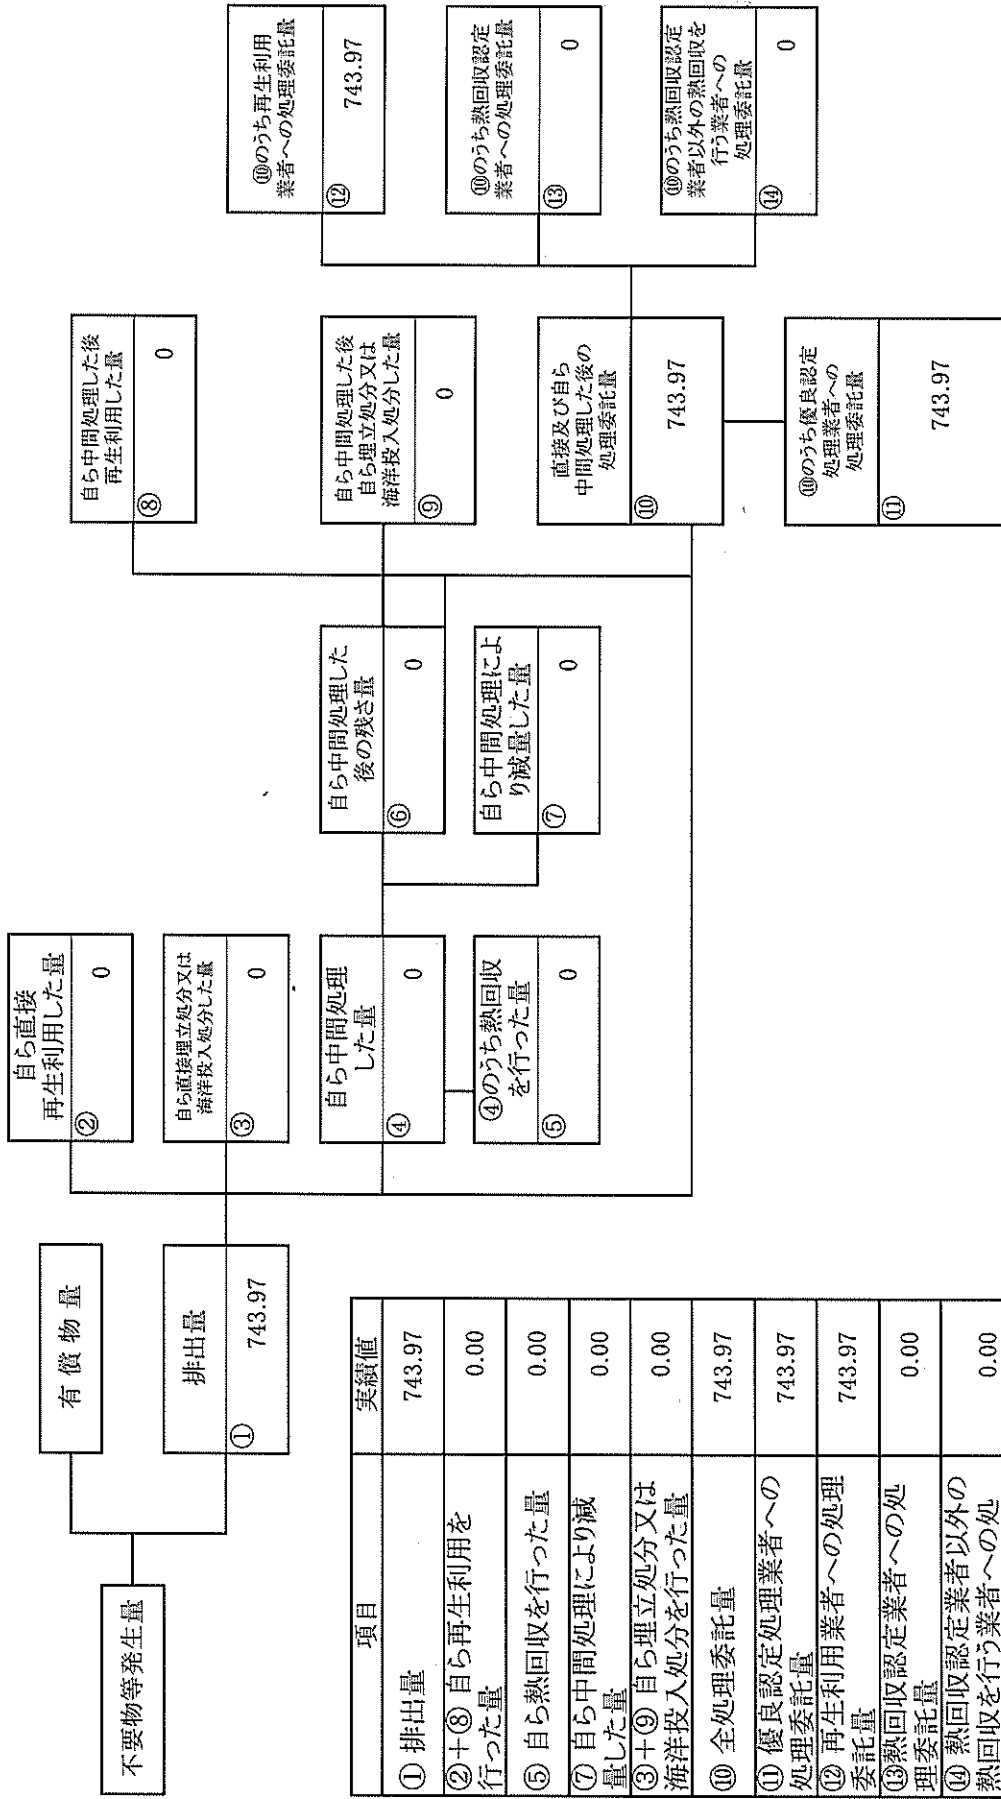 不要物等発生量
有償物量
排出量
① 743.97
自ら直接
再生利用した量
② 0
自ら直接埋立処分又は
海洋投入処分した量
③ 0
自ら中間処理
した量
④ 0
④のうち熱回収
を行った量
⑤ 0
自ら中間処理した
後の残さ量
⑥ 0
自ら中間処理によ
り減量した量
⑦ 0
自ら中間処理した後
再生利用した量
⑧ 0
自ら中間処理した後
自ら埋立処分又は
海洋投入処分した量
⑨ 0
直接及び自ら
中間処理した後の
処理委託量
⑩ 743.97
⑩のうち優良認定
処理業者への
処理委託量
⑪ 743.97
⑩のうち再生利用
業者への処理委託量
⑫ 743.97
⑩のうち熱回収認定
業者への処理委託量
⑬ 0
⑩のうち熱回収認定
業者以外の熱回収を
行う業者への
処理委託量
⑭ 0
項目 実績値
① 排出量 743.97
②+⑧ 自ら再生利用を
行った量 0.00
⑤ 自ら熱回収を行った量 0.00
⑦ 自ら中間処理により減
量した量 0.00
③+⑨ 自ら埋立処分又は
海洋投入処分を行った量 0.00
⑩ 全処理委託量 743.97
⑪ 優良認定処理業者への
処理委託量 743.97
⑫ 再生利用業者への処理
委託量 743.97
⑬熱回収認定業者への処
理委託量 0.00
⑭ 熱回収認定業者以外の
熱回収を行う業者への処 0.00